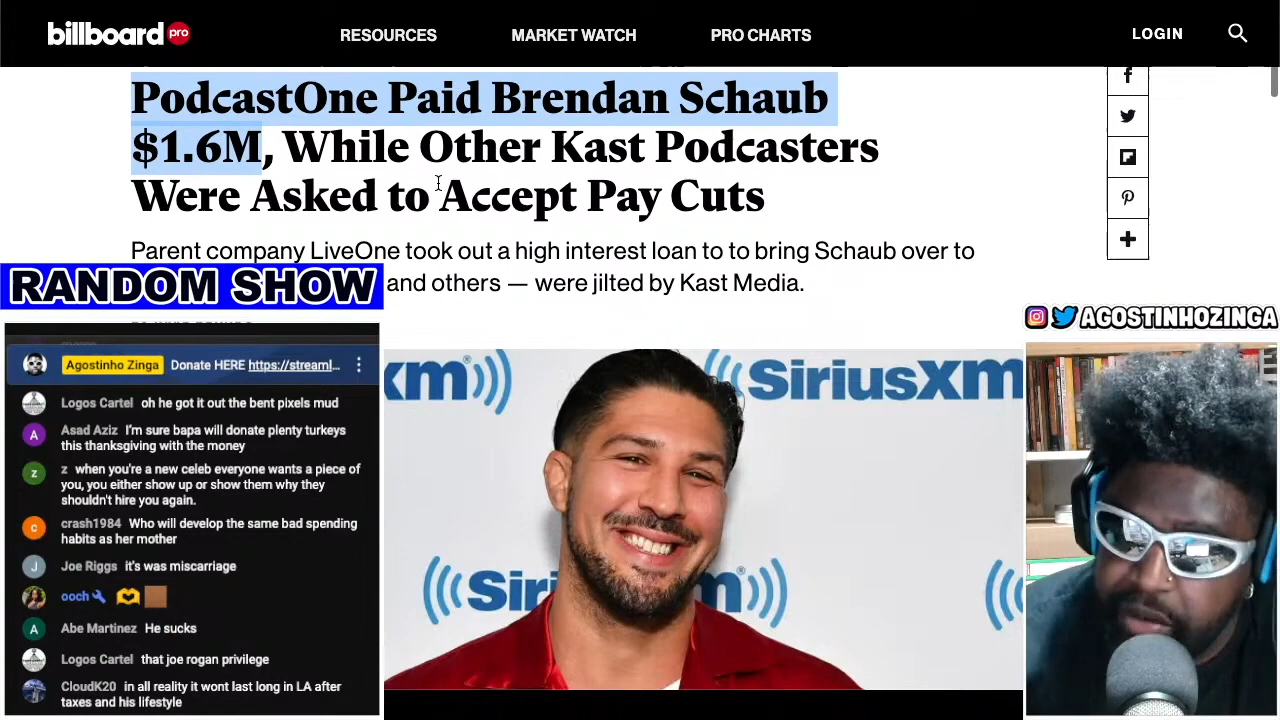 billboard pro
RESOURCES
MARKET WATCH
PRO CHARTS
LOGIN
PodcastOne Paid Brendan Schaub
$1.6M, While Other Kast Podcasters
Were Asked to Accept Pay Cuts
Parent company LiveOne took out a high interest loan to to bring Schaub over to
and others — were jilted by Kast Media.
RANDOM SHOW
AGOSTINHOZINGA
Agostinho Zinga Donate HERE https://streaml...
Logos Cartel oh he got it out the bent pixels mud
Asad Aziz I'm sure bapa will donate plenty turkeys
this thanksgiving with the money
z when you're a new celeb everyone wants a piece of
you, you either show up or show them why they
shouldn't hire you again.
crash1984 Who will develop the same bad spending
habits as her mother
Joe Riggs it's was miscarriage
ooch
Abe Martinez He sucks
Logos Cartel that joe rogan privilege
CloudK20 in all reality it wont last long in LA after
taxes and his lifestyle
xm
SiriusXM
Siri
xm